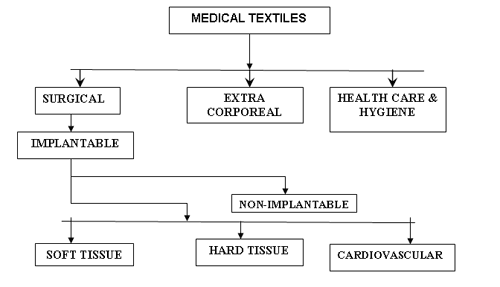 MEDICAL TEXTILES
SURGICAL
EXTRA
CORPOREAL
HEALTH CARE &
HYGIENE
IMPLANTABLE
NON-IMPLANTABLE
SOFT TISSUE
HARD TISSUE
CARDIOVASCULAR